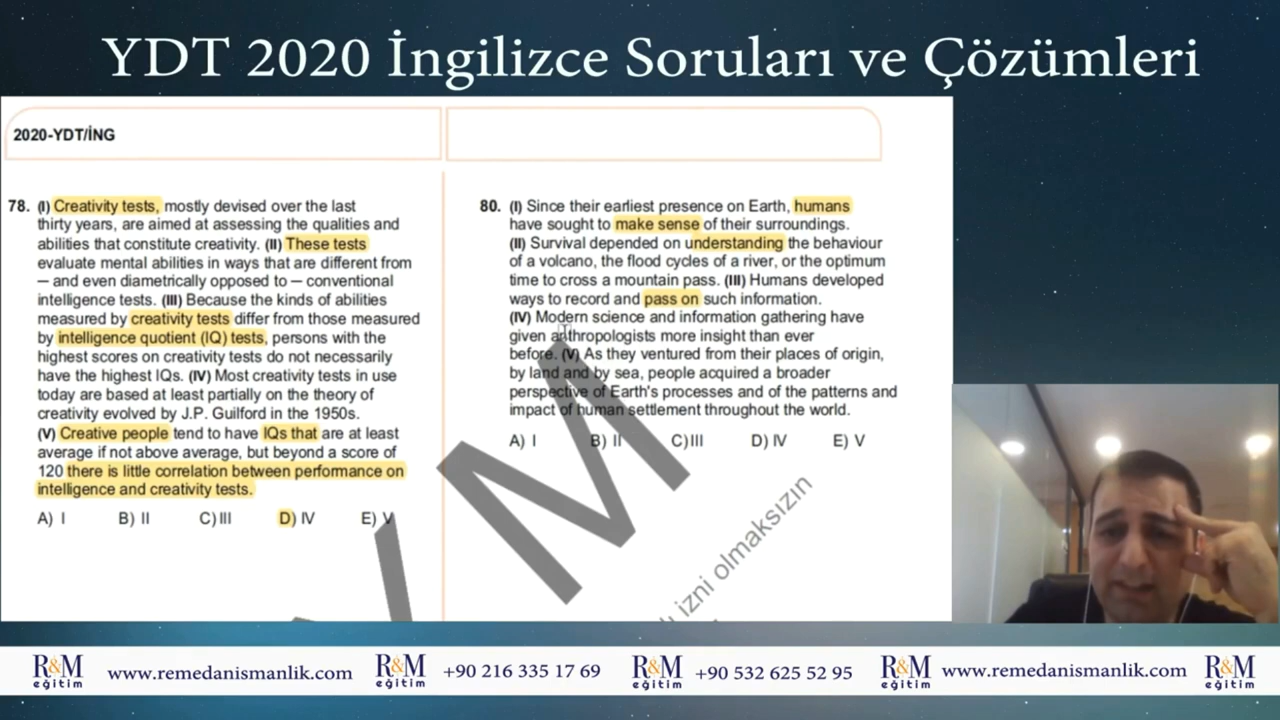 YDT 2020 İngilizce Soruları ve Çözümleri
2020-YDT/İNG
78. (I) Creativity tests, mostly devised over the last
thirty years, are aimed at assessing the qualities and
abilities that constitute creativity. (II) These tests
evaluate mental abilities in ways that are different from
— and even diametrically opposed to — conventional
intelligence tests. (III) Because the kinds of abilities
measured by creativity tests differ from those measured
by intelligence quotient (IQ) tests, persons with the
highest scores on creativity tests do not necessarily
have the highest IQs. (IV) Most creativity tests in use
today are based at least partially on the theory of
creativity evolved by J.P. Guilford in the 1950s.
(V) Creative people tend to have IQs that are at least
average if not above average, but beyond a score of
120 there is little correlation between performance on
intelligence and creativity tests.
A) I B) II C) III D) IV E) V
80. (I) Since their earliest presence on Earth, humans
have sought to make sense of their surroundings.
(II) Survival depended on understanding the behaviour
of a volcano, the flood cycles of a river, or the optimum
time to cross a mountain pass. (III) Humans developed
ways to record and pass on such information.
(IV) Modern science and information gathering have
given anthropologists more insight than ever
before. (V) As they ventured from their places of origin,
by land and by sea, people acquired a broader
perspective of Earth's processes and of the patterns and
impact of human settlement throughout the world.
A) I B) II C) III D) IV E) V
M
izni olmaksızın
R&M eğitim www.remedanismanlik.com R&M eğitim +90 216 335 17 69 R&M eğitim +90 532 625 52 95 R&M eğitim www.remedanismanlik.com R&M eğitim